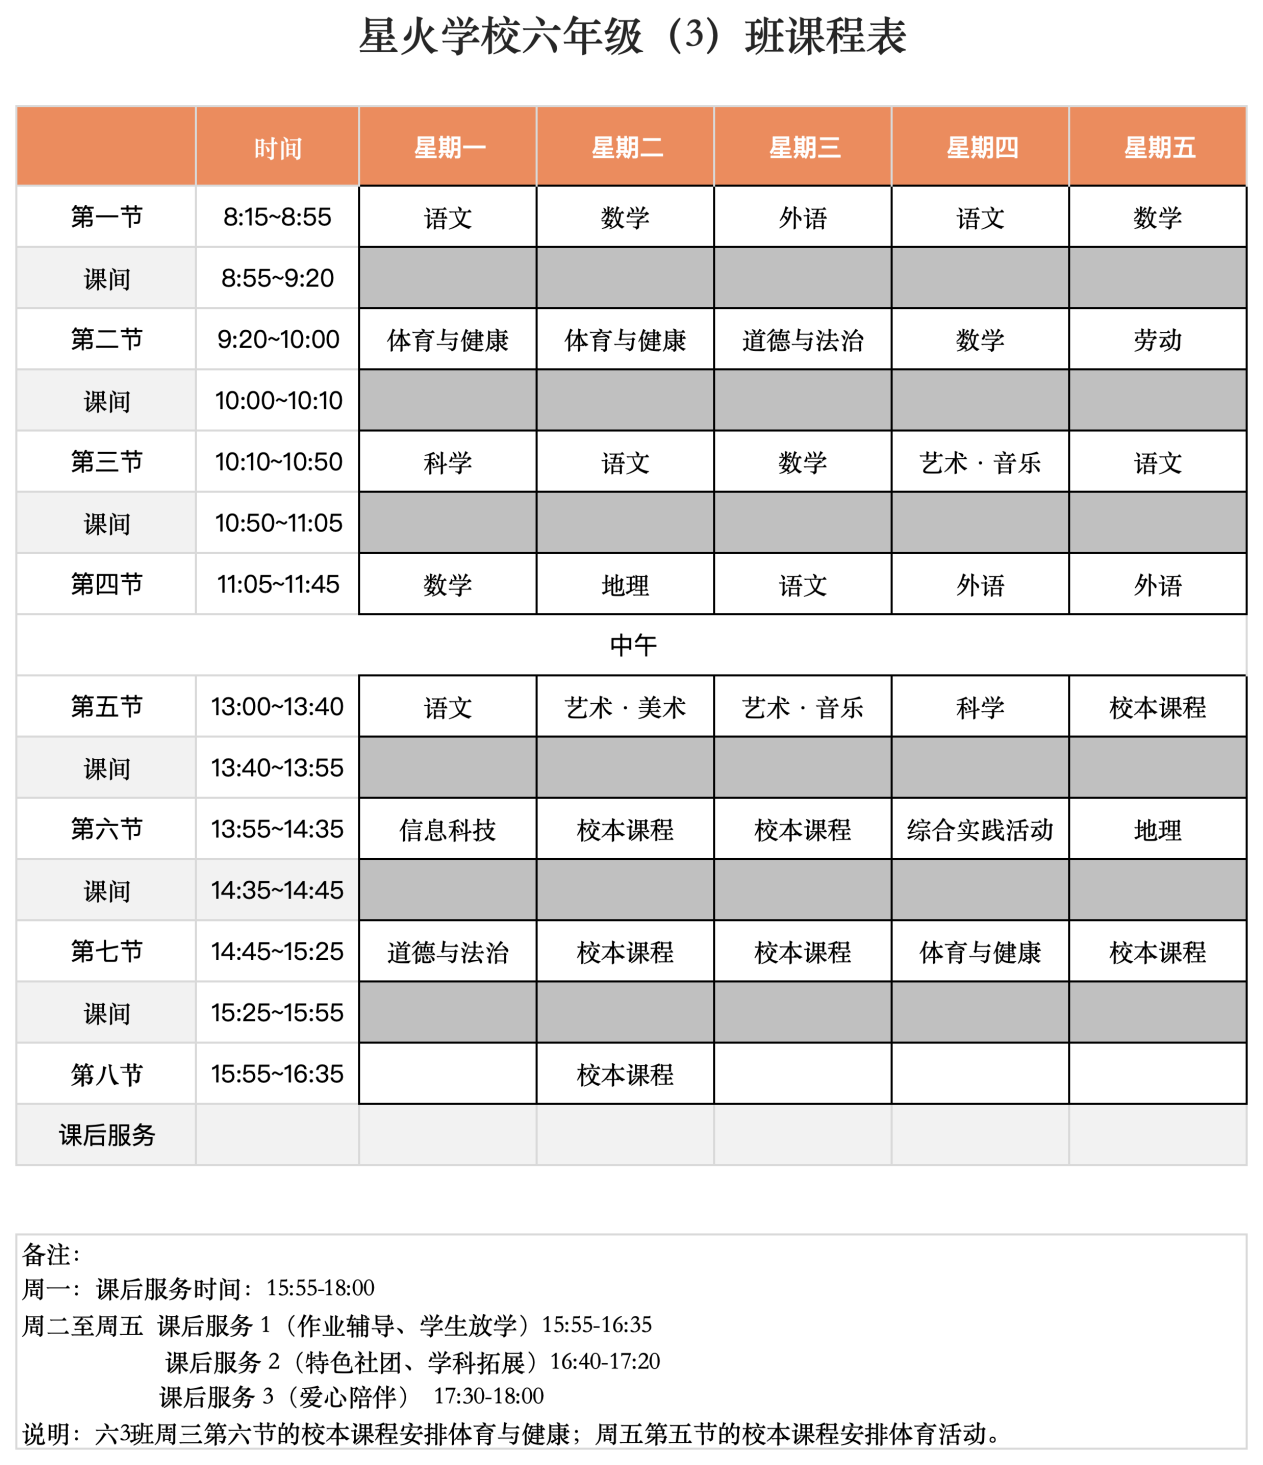 星火学校六年级（3）班课程表
时间 星期一 星期二 星期三 星期四 星期五
第一节 8:15~8:55 语文 数学 外语 语文 数学
课间 8:55~9:20
第二节 9:20~10:00 体育与健康 体育与健康 道德与法治 数学 劳动
课间 10:00~10:10
第三节 10:10~10:50 科学 语文 数学 艺术·音乐 语文
课间 10:50~11:05
第四节 11:05~11:45 数学 地理 语文 外语 外语
中午
第五节 13:00~13:40 语文 艺术·美术 艺术·音乐 科学 校本课程
课间 13:40~13:55
第六节 13:55~14:35 信息科技 校本课程 校本课程 综合实践活动 地理
课间 14:35~14:45
第七节 14:45~15:25 道德与法治 校本课程 校本课程 体育与健康 校本课程
课间 15:25~15:55
第八节 15:55~16:35 校本课程
课后服务
备注：
周一：课后服务时间：15:55-18:00
周二至周五 课后服务 1（作业辅导、学生放学）15:55-16:35
课后服务 2（特色社团、学科拓展）16:40-17:20
课后服务 3（爱心陪伴） 17:30-18:00
说明：六3班周三第六节的校本课程安排体育与健康；周五第五节的校本课程安排体育活动。